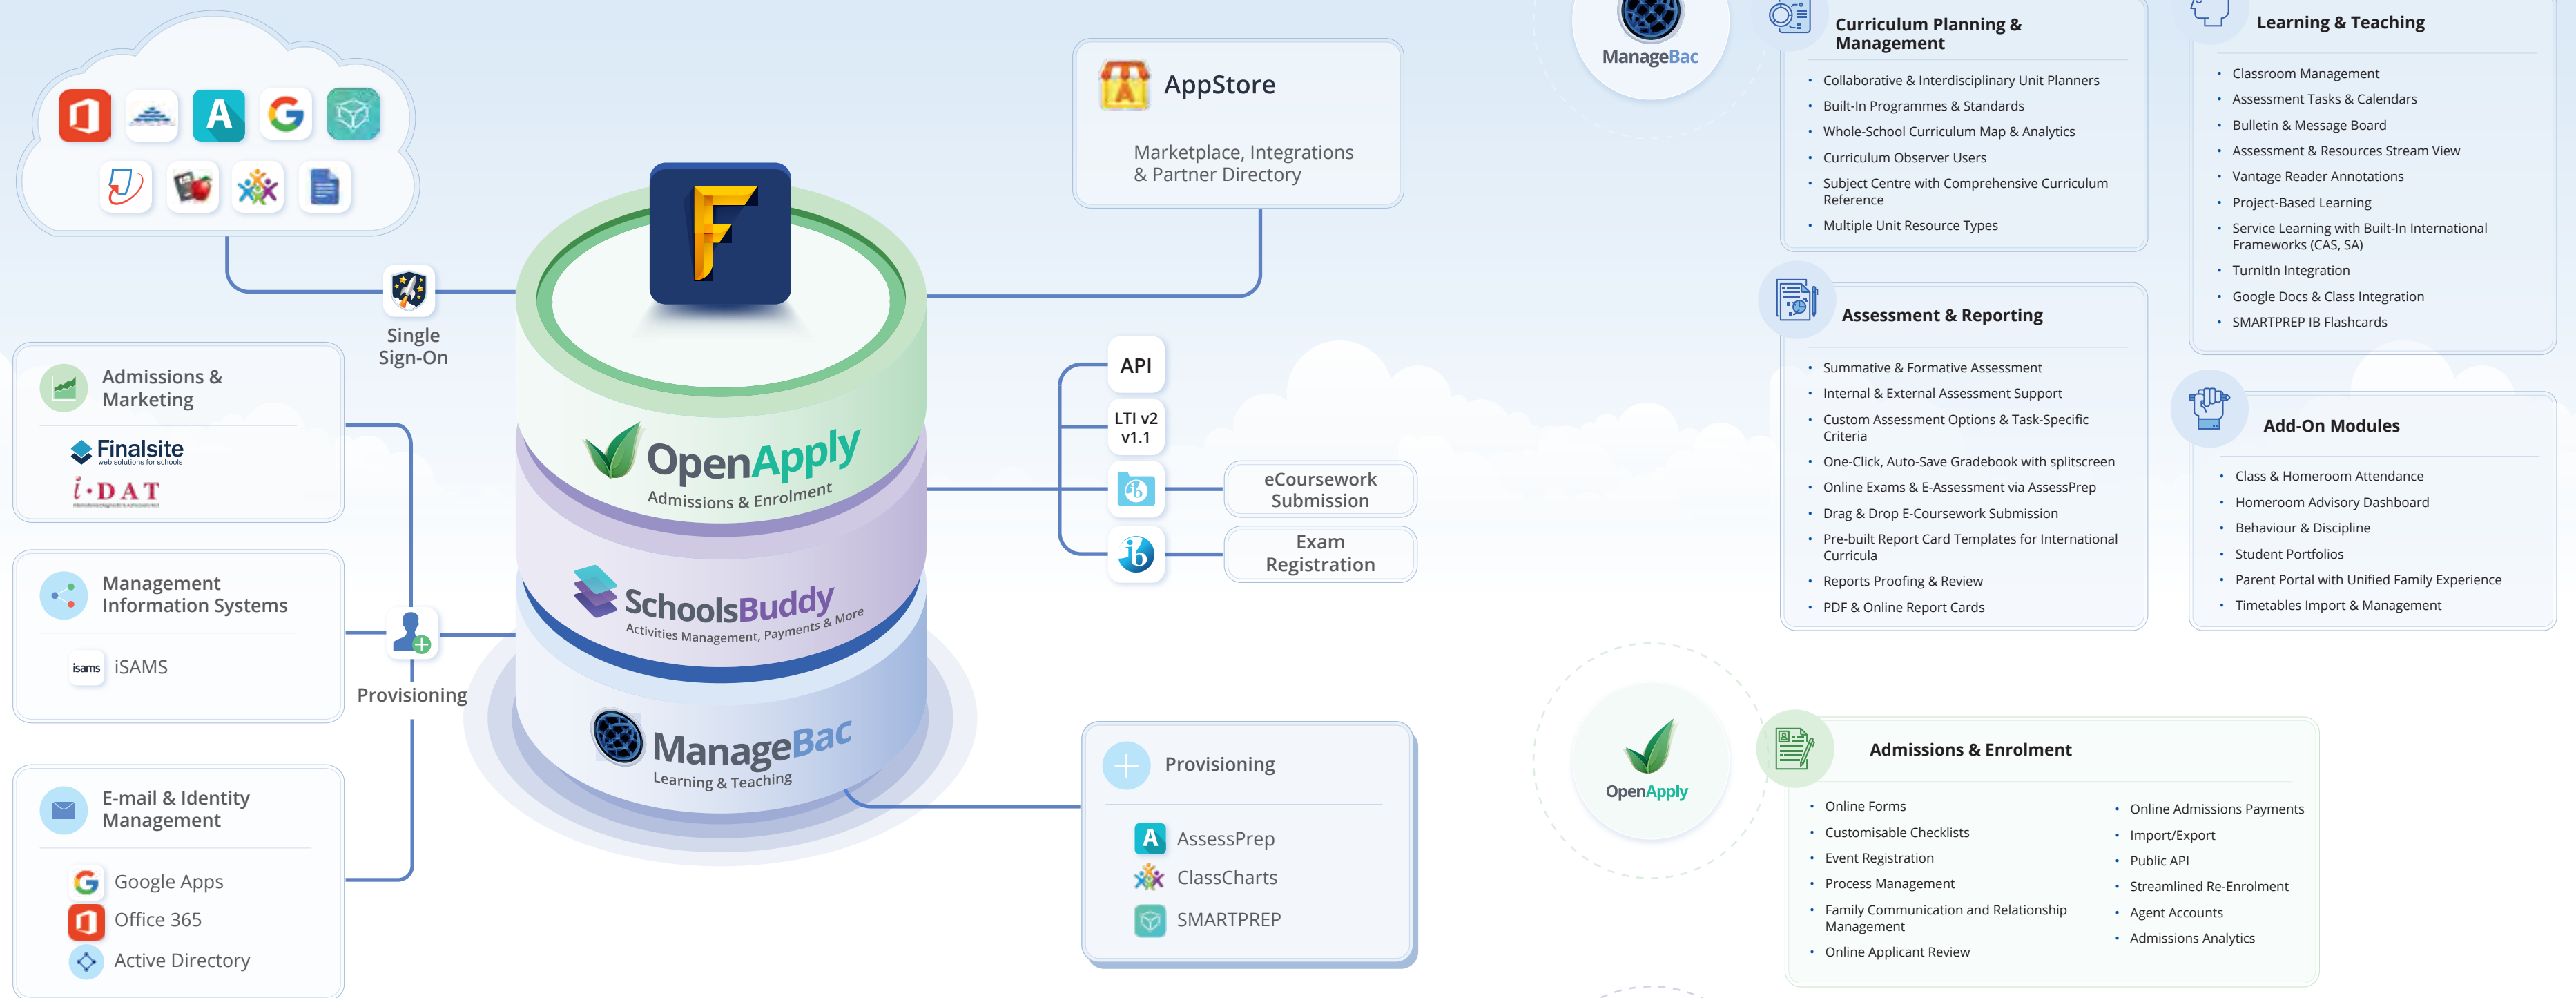 AppStore
Marketplace, Integrations
& Partner Directory
Single
Sign-On
Admissions &
Marketing
Finalsite
web solutions for schools
i·DAT
Management
Information Systems
isams
iSAMS
Provisioning
E-mail & Identity
Management
Google Apps
Office 365
Active Directory
F
OpenApply
Admissions & Enrolment
SchoolsBuddy
Activities Management, Payments & More
ManageBac
Learning & Teaching
API
LTI v2
v1.1
eCoursework
Submission
Exam
Registration
Provisioning
AssessPrep
ClassCharts
SMARTPREP
ManageBac
Curriculum Planning &
Management
• Collaborative & Interdisciplinary Unit Planners
• Built-In Programmes & Standards
• Whole-School Curriculum Map & Analytics
• Curriculum Observer Users
• Subject Centre with Comprehensive Curriculum
Reference
• Multiple Unit Resource Types
Assessment & Reporting
• Summative & Formative Assessment
• Internal & External Assessment Support
• Custom Assessment Options & Task-Specific
Criteria
• One-Click, Auto-Save Gradebook with splitscreen
• Online Exams & E-Assessment via AssessPrep
• Drag & Drop E-Coursework Submission
• Pre-built Report Card Templates for International
Curricula
• Reports Proofing & Review
• PDF & Online Report Cards
Learning & Teaching
• Classroom Management
• Assessment Tasks & Calendars
• Bulletin & Message Board
• Assessment & Resources Stream View
• Vantage Reader Annotations
• Project-Based Learning
• Service Learning with Built-In International
Frameworks (CAS, SA)
• TurnItIn Integration
• Google Docs & Class Integration
• SMARTPREP IB Flashcards
Add-On Modules
• Class & Homeroom Attendance
• Homeroom Advisory Dashboard
• Behaviour & Discipline
• Student Portfolios
• Parent Portal with Unified Family Experience
• Timetables Import & Management
OpenApply
Admissions & Enrolment
• Online Forms
• Customisable Checklists
• Event Registration
• Process Management
• Family Communication and Relationship
Management
• Online Applicant Review
• Online Admissions Payments
• Import/Export
• Public API
• Streamlined Re-Enrolment
• Agent Accounts
• Admissions Analytics